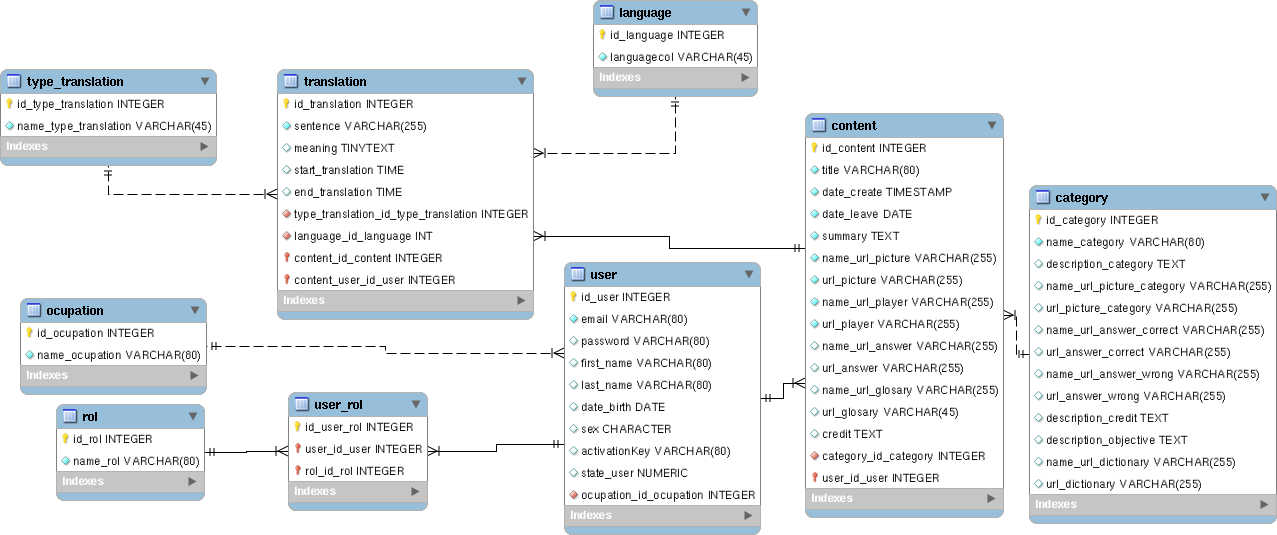 language
id_language INTEGER
languagecol VARCHAR(45)
Indexes
type_translation
id_type_translation INTEGER
name_type_translation VARCHAR(45)
Indexes
translation
id_translation INTEGER
sentence VARCHAR(255)
meaning TINYTEXT
start_translation TIME
end_translation TIME
type_translation_id_type_translation INTEGER
language_id_language INT
content_id_content INTEGER
content_user_id_user INTEGER
Indexes
content
id_content INTEGER
title VARCHAR(80)
date_create TIMESTAMP
date_leave DATE
summary TEXT
name_url_picture VARCHAR(255)
url_picture VARCHAR(255)
name_url_player VARCHAR(255)
url_player VARCHAR(255)
name_url_answer VARCHAR(255)
url_answer VARCHAR(255)
name_url_glosary VARCHAR(255)
url_glosary VARCHAR(45)
credit TEXT
category_id_category INTEGER
user_id_user INTEGER
Indexes
category
id_category INTEGER
name_category VARCHAR(80)
description_category TEXT
name_url_picture_category VARCHAR(255)
url_picture_category VARCHAR(255)
name_url_answer_correct VARCHAR(255)
url_answer_correct VARCHAR(255)
name_url_answer_wrong VARCHAR(255)
url_answer_wrong VARCHAR(255)
description_credit TEXT
description_objective TEXT
name_url_dictionary VARCHAR(255)
url_dictionary VARCHAR(255)
Indexes
user
id_user INTEGER
email VARCHAR(80)
password VARCHAR(80)
first_name VARCHAR(80)
last_name VARCHAR(80)
date_birth DATE
sex CHARACTER
activationKey VARCHAR(80)
state_user NUMERIC
ocupation_id_ocupation INTEGER
Indexes
ocupation
id_ocupation INTEGER
name_ocupation VARCHAR(80)
Indexes
rol
id_rol INTEGER
name_rol VARCHAR(80)
Indexes
user_rol
id_user_rol INTEGER
user_id_user INTEGER
rol_id_rol INTEGER
Indexes